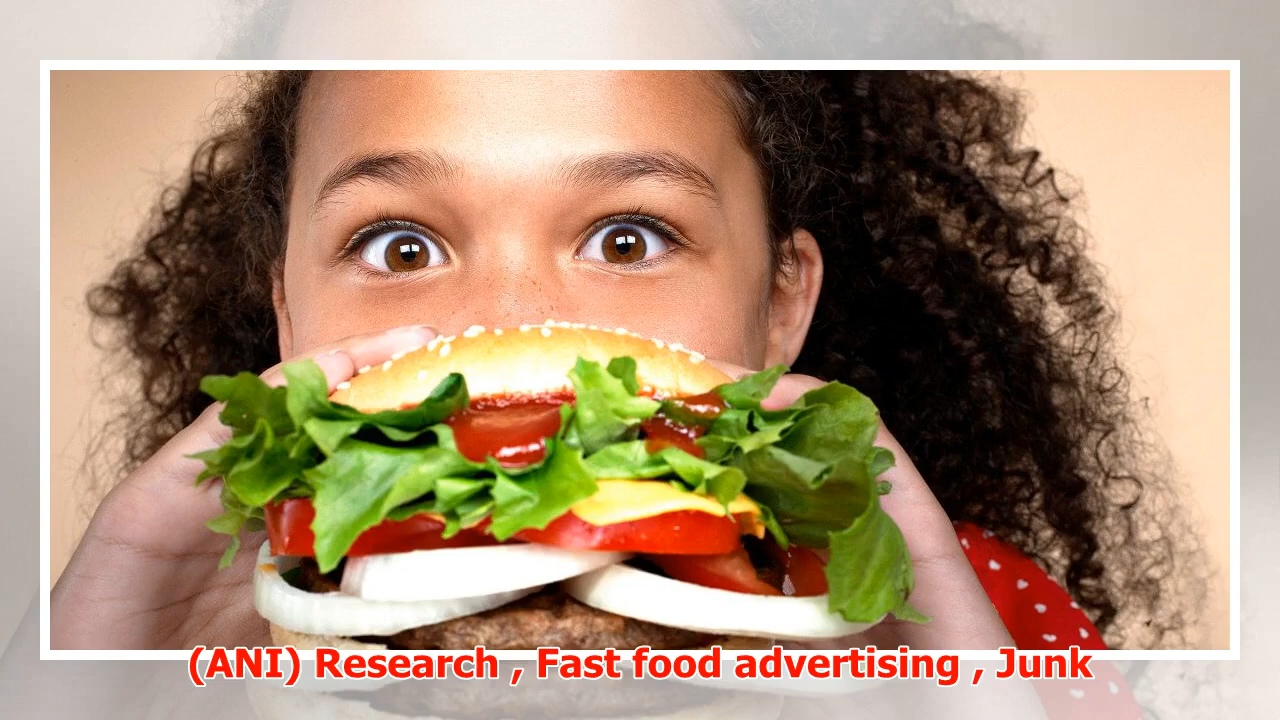 (ANI) Research , Fast food advertising , Junk